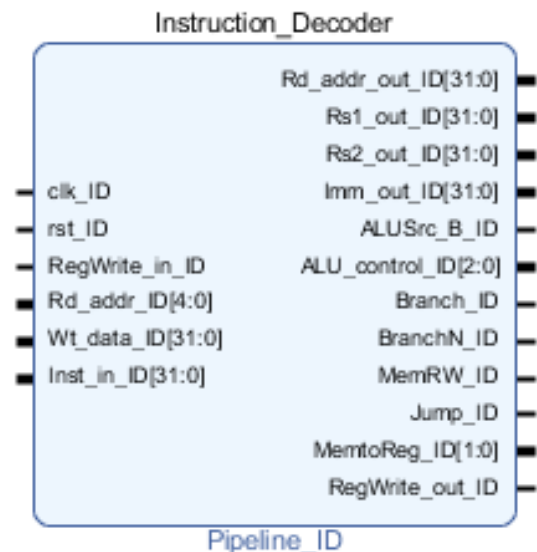 Instruction_Decoder
Rd_addr_out_ID[31:0]
Rs1_out_ID[31:0]
Rs2_out_ID[31:0]
clk_ID
Imm_out_ID[31:0]
rst_ID
ALUSrc_B_ID
RegWrite_in_ID
ALU_control_ID[2:0]
Rd_addr_ID[4:0]
Branch_ID
Wt_data_ID[31:0]
BranchN_ID
Inst_in_ID[31:0]
MemRW_ID
Jump_ID
MemtoReg_ID[1:0]
RegWrite_out_ID
Pipeline_ID